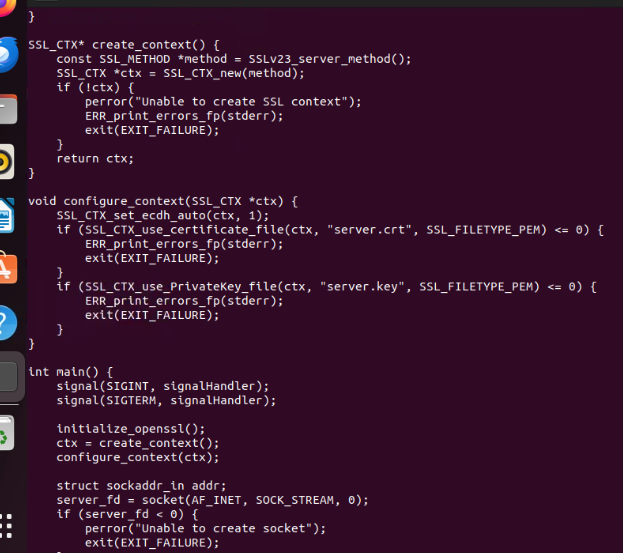 }

SSL_CTX* create_context() {
    const SSL_METHOD *method = SSLv23_server_method();
    SSL_CTX *ctx = SSL_CTX_new(method);
    if (!ctx) {
        perror("Unable to create SSL context");
        ERR_print_errors_fp(stderr);
        exit(EXIT_FAILURE);
    }
    return ctx;
}

void configure_context(SSL_CTX *ctx) {
    SSL_CTX_set_ecdh_auto(ctx, 1);
    if (SSL_CTX_use_certificate_file(ctx, "server.crt", SSL_FILETYPE_PEM) <= 0) {
        ERR_print_errors_fp(stderr);
        exit(EXIT_FAILURE);
    }
    if (SSL_CTX_use_PrivateKey_file(ctx, "server.key", SSL_FILETYPE_PEM) <= 0) {
        ERR_print_errors_fp(stderr);
        exit(EXIT_FAILURE);
    }
}

int main() {
    signal(SIGINT, signalHandler);
    signal(SIGTERM, signalHandler);

    initialize_openssl();
    ctx = create_context();
    configure_context(ctx);

    struct sockaddr_in addr;
    server_fd = socket(AF_INET, SOCK_STREAM, 0);
    if (server_fd < 0) {
        perror("Unable to create socket");
        exit(EXIT_FAILURE);